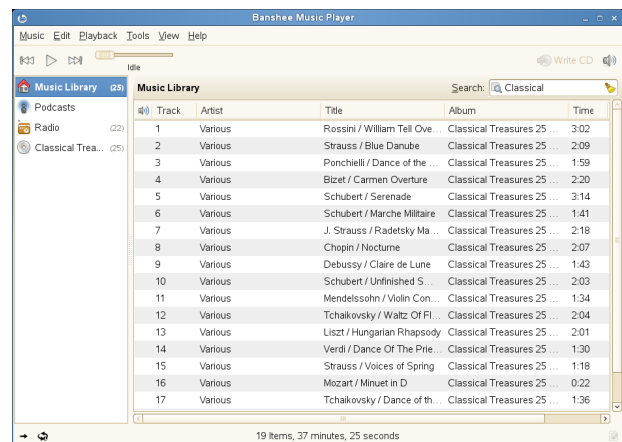 Banshee Music Player
Music Edit Playback Tools View Help
Idle
Write CD
Music Library (25)
Podcasts
Radio (22)
Classical Trea... (25)
Music Library Search: Classical
Track Artist Title Album Time
1 Various Rossini / William Tell Ove... Classical Treasures 25 ... 3:02
2 Various Strauss / Blue Danube Classical Treasures 25 ... 2:09
3 Various Ponchielli / Dance of the ... Classical Treasures 25 ... 1:59
4 Various Bizet / Carmen Overture Classical Treasures 25 ... 2:20
5 Various Schubert / Serenade Classical Treasures 25 ... 3:14
6 Various Schubert / Marche Militaire Classical Treasures 25 ... 1:41
7 Various J. Strauss / Radetsky Ma... Classical Treasures 25 ... 2:18
8 Various Chopin / Nocturne Classical Treasures 25 ... 2:07
9 Various Debussy / Claire de Lune Classical Treasures 25 ... 1:43
10 Various Schubert / Unfinished S... Classical Treasures 25 ... 2:03
11 Various Mendelssohn / Violin Con... Classical Treasures 25 ... 1:34
12 Various Tchaikovsky / Waltz Of Fl... Classical Treasures 25 ... 2:04
13 Various Liszt / Hungarian Rhapsody Classical Treasures 25 ... 2:01
14 Various Verdi / Dance Of The Prie... Classical Treasures 25 ... 1:30
15 Various Strauss / Voices of Spring Classical Treasures 25 ... 1:18
16 Various Mozart / Minuet in D Classical Treasures 25 ... 0:22
17 Various Tchaikovsky / Dance of th... Classical Treasures 25 ... 1:36
19 Items, 37 minutes, 25 seconds